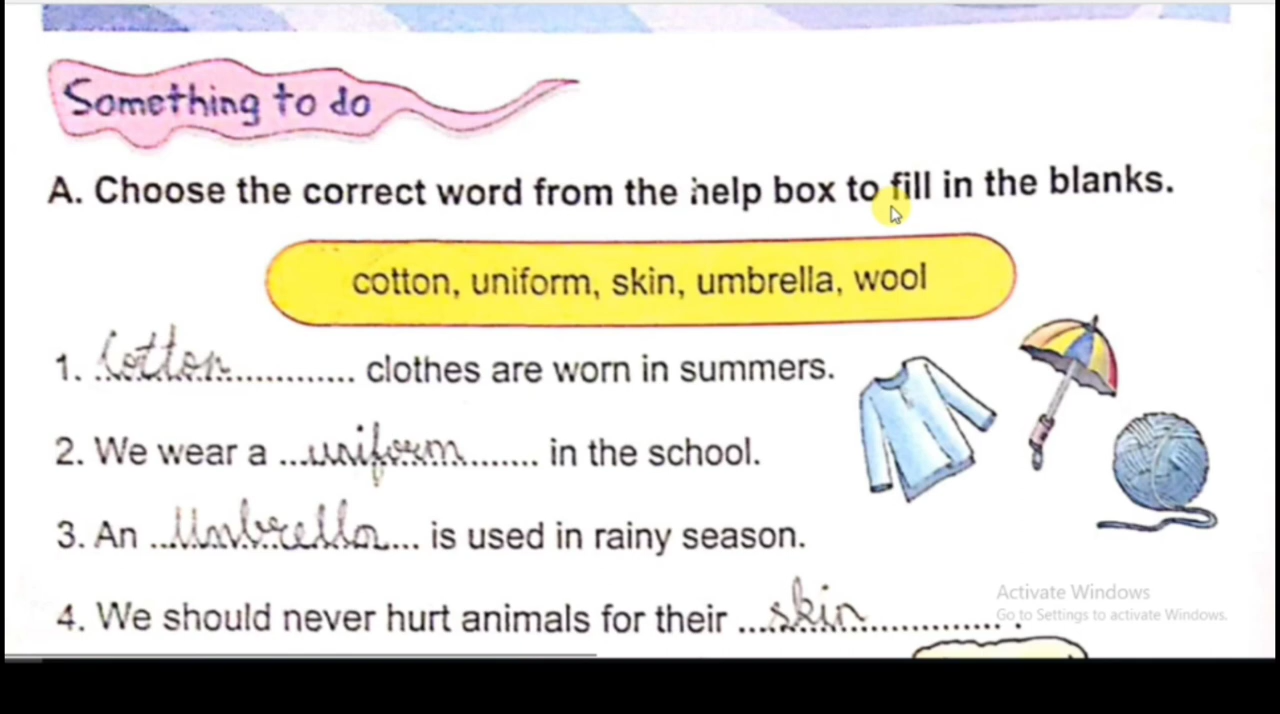 Something to do
A. Choose the correct word from the help box to fill in the blanks.
cotton, uniform, skin, umbrella, wool
1. Cotton ............ clothes are worn in summers.
2. We wear a ...uniform....... in the school.
3. An ...Umbrella.... is used in rainy season.
4. We should never hurt animals for their ...skin............. .
Activate Windows
Go to Settings to activate Windows.